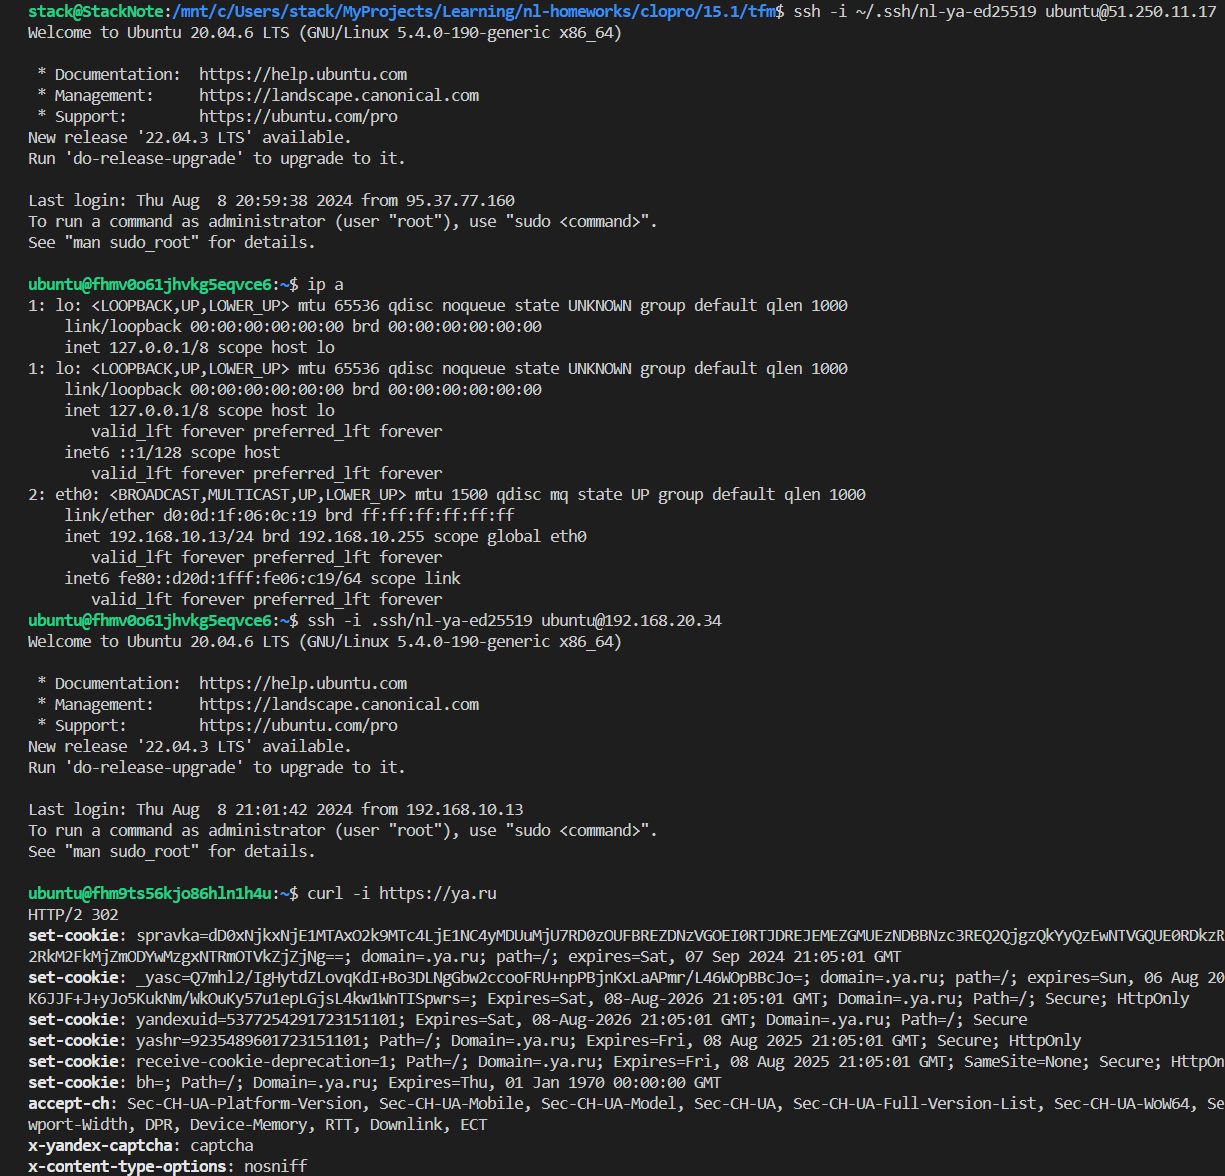 stack@StackNote:/mnt/c/Users/stack/MyProjects/Learning/nl-homeworks/clopro/15.1/tfm$ ssh -i ~/.ssh/nl-ya-ed25519 ubuntu@51.250.11.17
Welcome to Ubuntu 20.04.6 LTS (GNU/Linux 5.4.0-190-generic x86_64)
* Documentation: https://help.ubuntu.com
* Management: https://landscape.canonical.com
* Support: https://ubuntu.com/pro
New release '22.04.3 LTS' available.
Run 'do-release-upgrade' to upgrade to it.
Last login: Thu Aug 8 20:59:38 2024 from 95.37.77.160
To run a command as administrator (user "root"), use "sudo <command>".
See "man sudo_root" for details.
ubuntu@fhmv0o61jhvkg5eqvce6:~$ ip a
1: lo: <LOOPBACK,UP,LOWER_UP> mtu 65536 qdisc noqueue state UNKNOWN group default qlen 1000
link/loopback 00:00:00:00:00:00 brd 00:00:00:00:00:00
inet 127.0.0.1/8 scope host lo
1: lo: <LOOPBACK,UP,LOWER_UP> mtu 65536 qdisc noqueue state UNKNOWN group default qlen 1000
link/loopback 00:00:00:00:00:00 brd 00:00:00:00:00:00
inet 127.0.0.1/8 scope host lo
valid_lft forever preferred_lft forever
inet6 ::1/128 scope host
valid_lft forever preferred_lft forever
2: eth0: <BROADCAST,MULTICAST,UP,LOWER_UP> mtu 1500 qdisc mq state UP group default qlen 1000
link/ether d0:0d:1f:06:0c:19 brd ff:ff:ff:ff:ff:ff
inet 192.168.10.13/24 brd 192.168.10.255 scope global eth0
valid_lft forever preferred_lft forever
inet6 fe80::d20d:1fff:fe06:c19/64 scope link
valid_lft forever preferred_lft forever
ubuntu@fhmv0o61jhvkg5eqvce6:~$ ssh -i .ssh/nl-ya-ed25519 ubuntu@192.168.20.34
Welcome to Ubuntu 20.04.6 LTS (GNU/Linux 5.4.0-190-generic x86_64)
* Documentation: https://help.ubuntu.com
* Management: https://landscape.canonical.com
* Support: https://ubuntu.com/pro
New release '22.04.3 LTS' available.
Run 'do-release-upgrade' to upgrade to it.
Last login: Thu Aug 8 21:01:42 2024 from 192.168.10.13
To run a command as administrator (user "root"), use "sudo <command>".
See "man sudo_root" for details.
ubuntu@fhm9ts56kjo86hln1h4u:~$ curl -i https://ya.ru
HTTP/2 302
set-cookie: spravka=dD0xNjkxNjE1MTAxO2k9MTc4LjE1NC4yMDUuMjU7RD0zOUFBREZDNzVGOEI0RTJDREJEMEZGMUEzNDBBNzc3REQ2QjgzQkYyQzEwNTVGQUE0RDkzR
2RkM2FkMjZmODYwMzgxNTRmOTVkZjZjNg==; domain=.ya.ru; path=/; expires=Sat, 07 Sep 2024 21:05:01 GMT
set-cookie: _yasc=Q7mhl2/IgHytdZLovqKdI+Bo3DLNgGbw2ccooFRU+npPBjnKxLaAPmr/L46WOpBBcJo=; domain=.ya.ru; path=/; expires=Sun, 06 Aug 20
K6JJF+J+yJo5KukNm/WkOuKy57u1epLGjsL4kw1WnTISpwrs=; Expires=Sat, 08-Aug-2026 21:05:01 GMT; Domain=.ya.ru; Path=/; Secure; HttpOnly
set-cookie: yandexuid=5377254291723151101; Expires=Sat, 08-Aug-2026 21:05:01 GMT; Domain=.ya.ru; Path=/; Secure
set-cookie: yashr=9235489601723151101; Path=/; Domain=.ya.ru; Expires=Fri, 08 Aug 2025 21:05:01 GMT; Secure; HttpOnly
set-cookie: receive-cookie-deprecation=1; Path=/; Domain=.ya.ru; Expires=Fri, 08 Aug 2025 21:05:01 GMT; SameSite=None; Secure; HttpOn
set-cookie: bh=; Path=/; Domain=.ya.ru; Expires=Thu, 01 Jan 1970 00:00:00 GMT
accept-ch: Sec-CH-UA-Platform-Version, Sec-CH-UA-Mobile, Sec-CH-UA-Model, Sec-CH-UA, Sec-CH-UA-Full-Version-List, Sec-CH-UA-WoW64, Se
wport-Width, DPR, Device-Memory, RTT, Downlink, ECT
x-yandex-captcha: captcha
x-content-type-options: nosniff